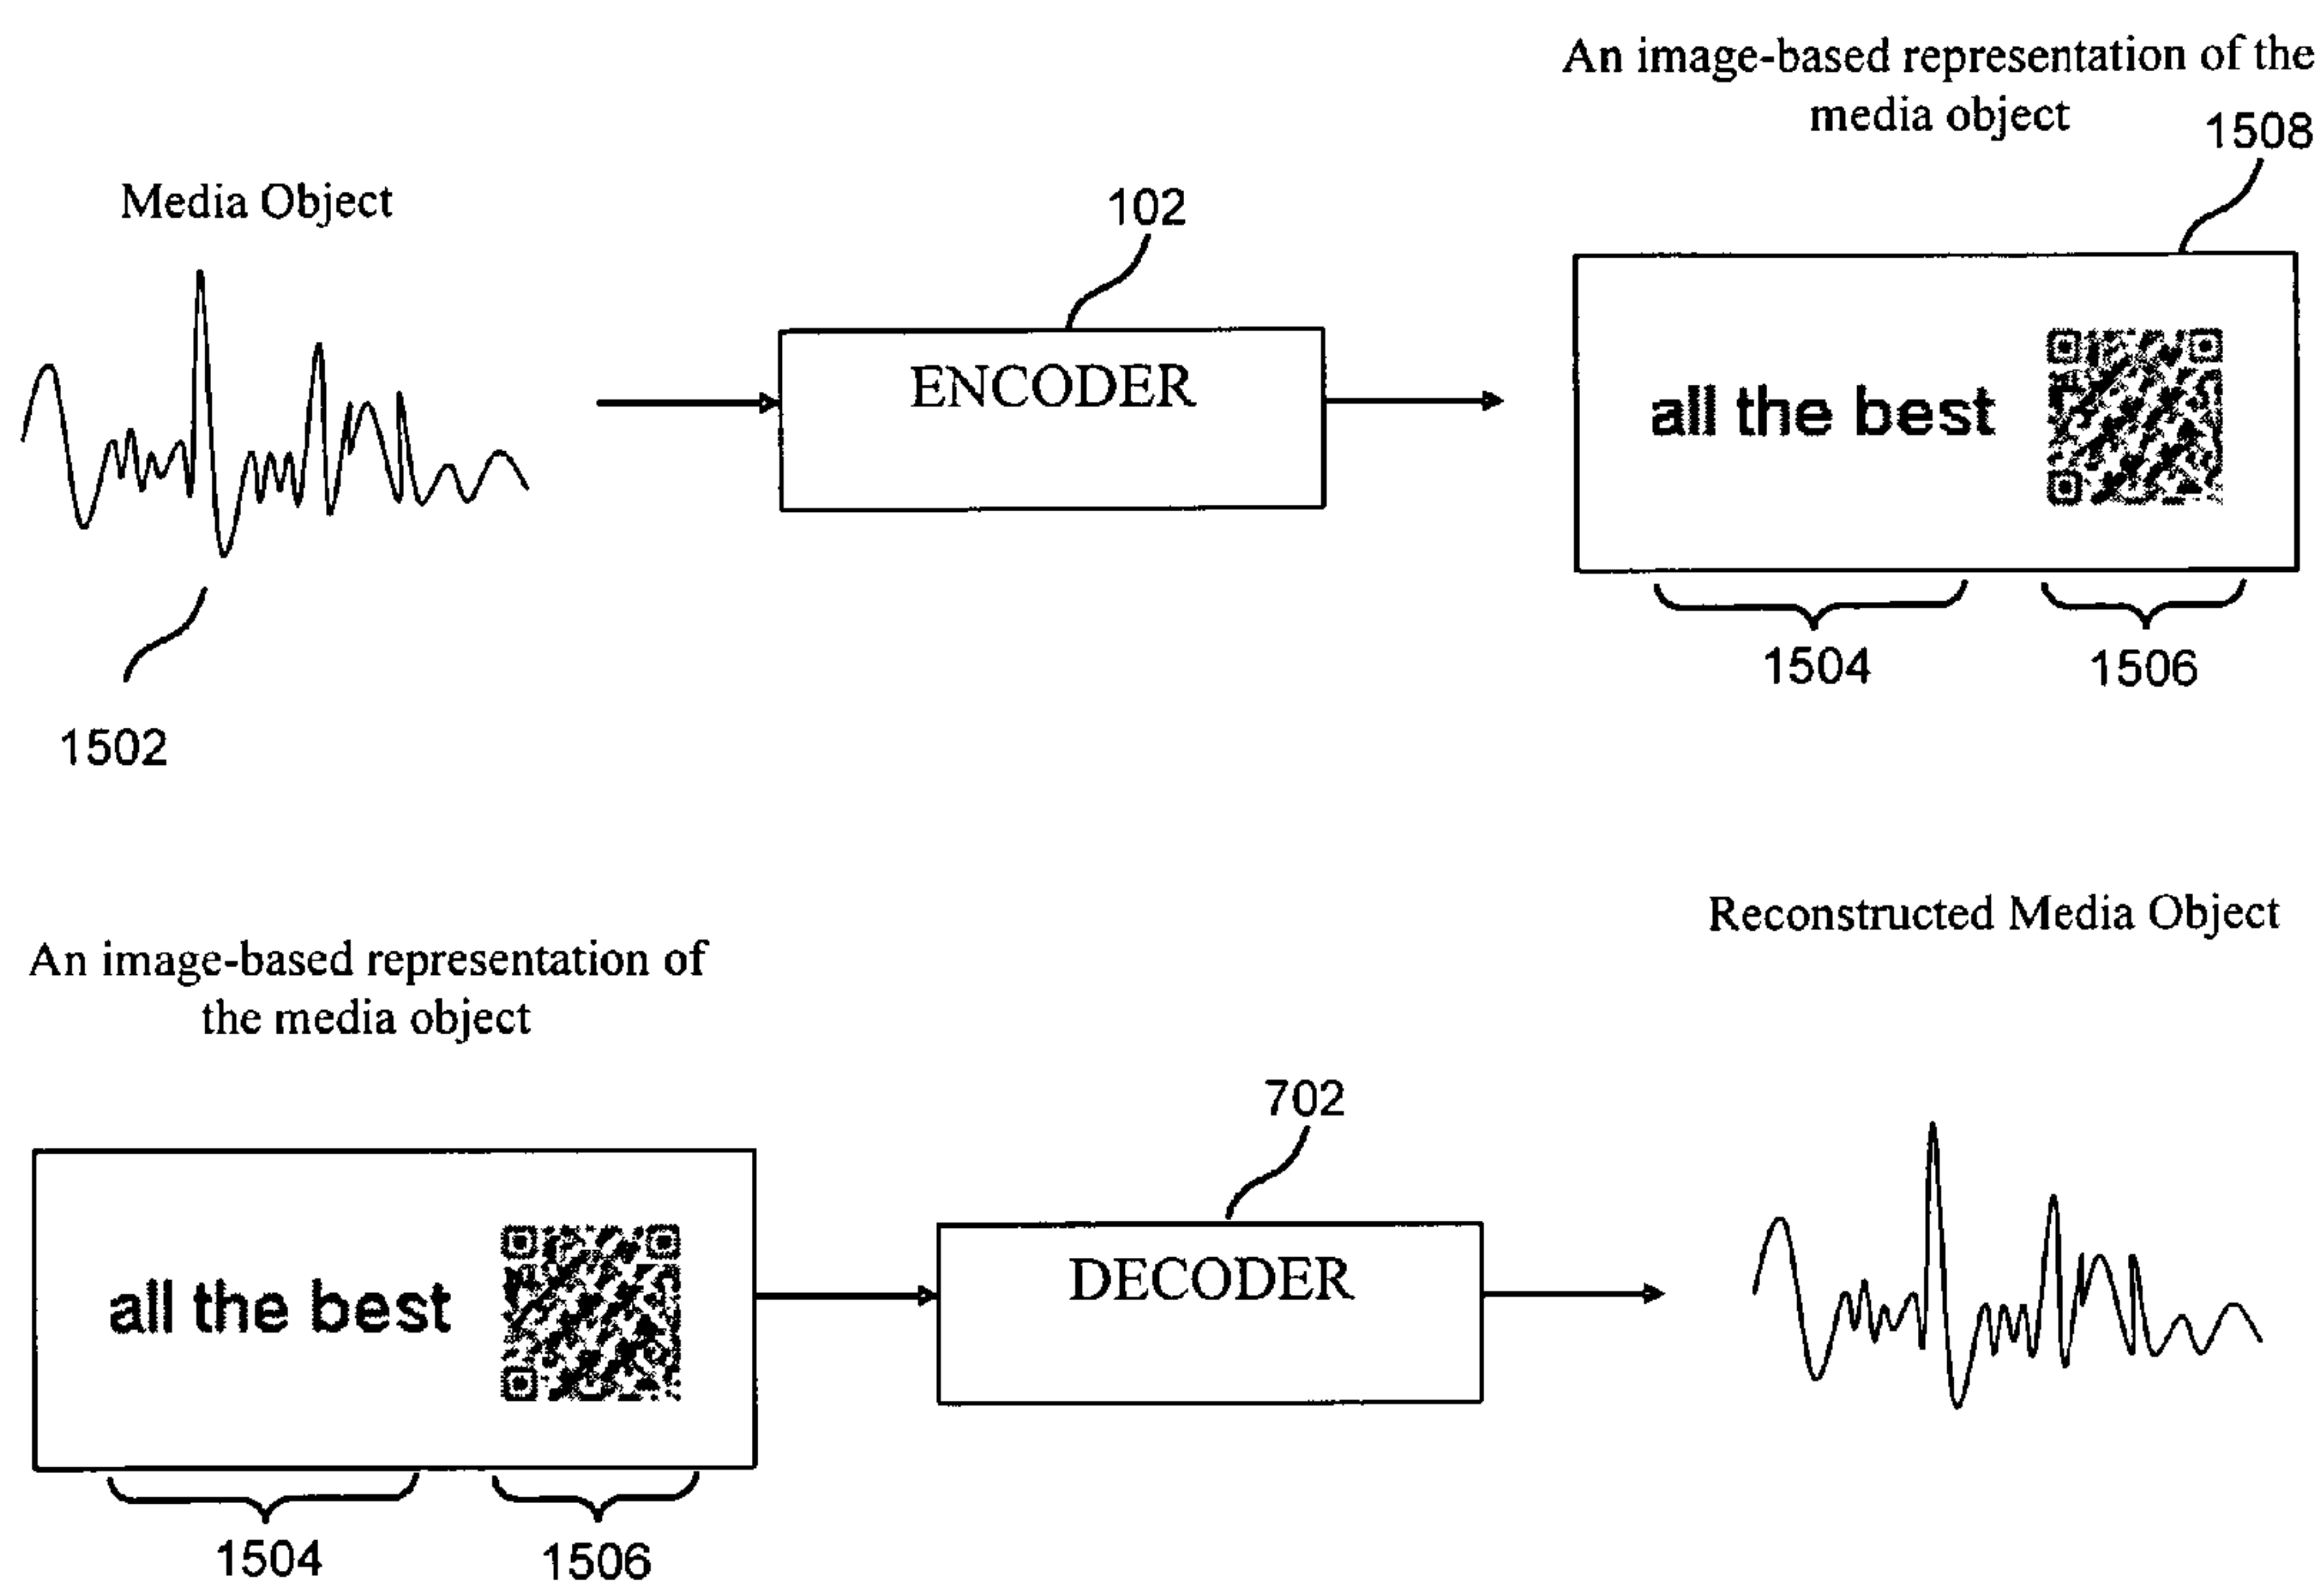 An image-based representation of the
media object
1508
Media Object
102
ENCODER
all the best
1504
1506
1502
Reconstructed Media Object
An image-based representation of
the media object
702
DECODER
all the best
1504
1506